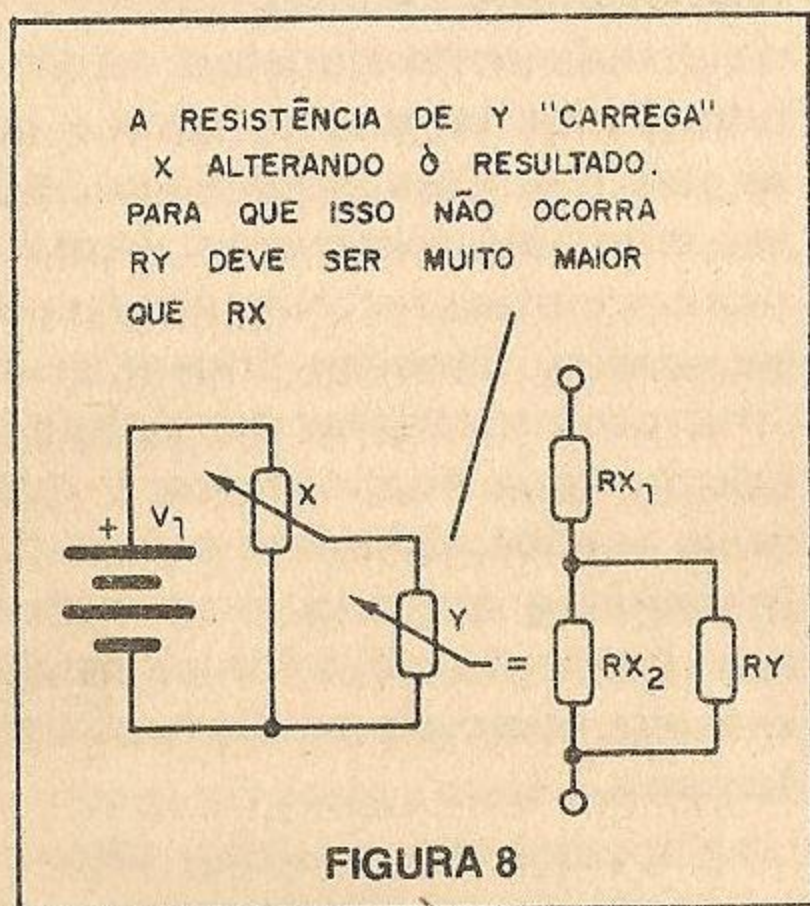 A RESISTÊNCIA DE Y "CARREGA"
X ALTERANDO O RESULTADO.
PARA QUE ISSO NÃO OCORRA
RY DEVE SER MUITO MAIOR
QUE RX
+ V1
X
Y
=
RX1
RX2
RY
FIGURA 8